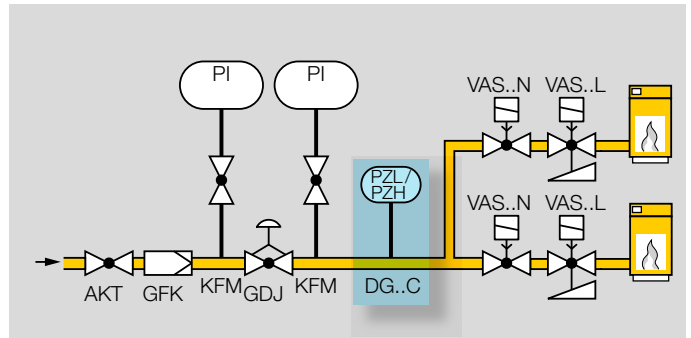 PI PI
VAS..N VAS..L
PZL/
PZH
VAS..N VAS..L
AKT GFK KFM GDJ KFM DG..C